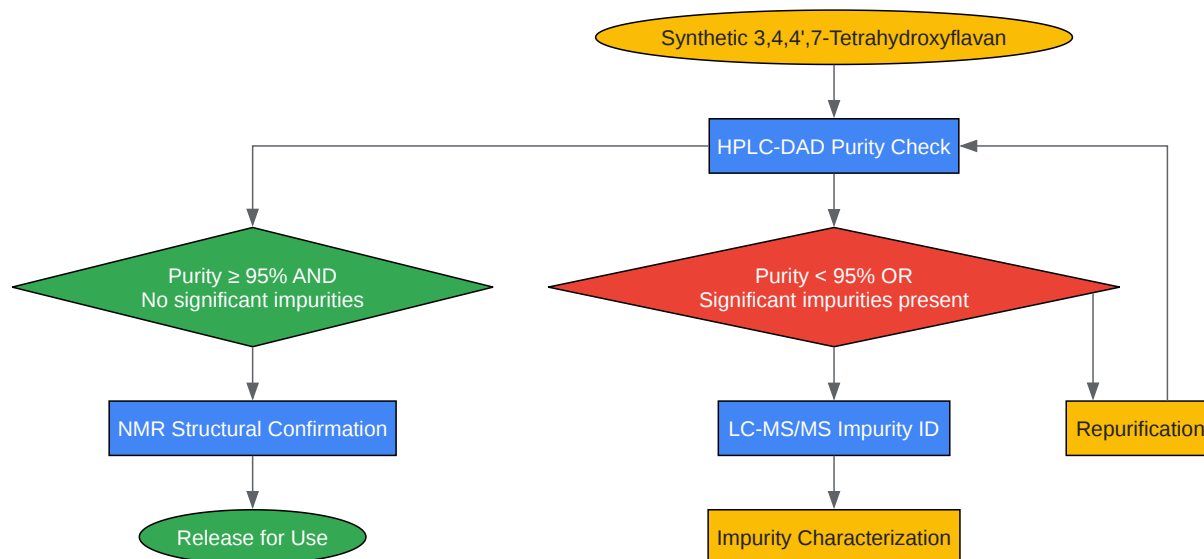 Synthetic 3,4,4',7-Tetrahydroxyflavan
HPLC-DAD Purity Check
Purity ≥ 95% AND
No significant impurities
Purity < 95% OR
Significant impurities present
NMR Structural Confirmation
LC-MS/MS Impurity ID
Repurification
Release for Use
Impurity Characterization